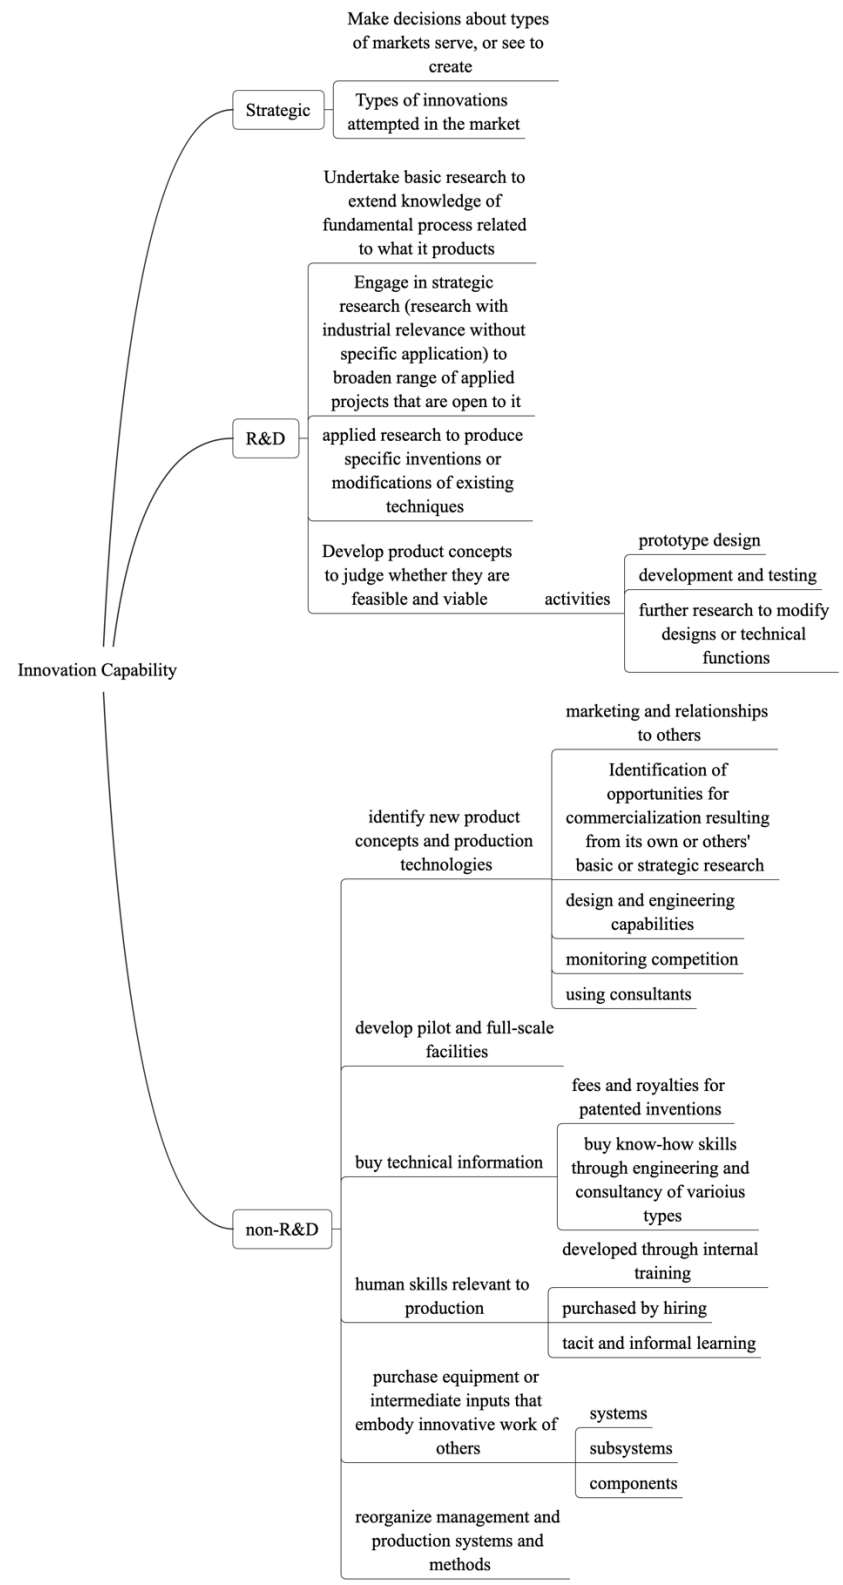 Make decisions about types
of markets serve, or see to
create
Strategic
Types of innovations
attempted in the market
Undertake basic research to
extend knowledge of
fundamental process related
to what it products
Engage in strategic
research (research with
industrial relevance without
specific application) to
broaden range of applied
projects that are open to it
R&D
applied research to produce
specific inventions or
modifications of existing
techniques
Develop product concepts
to judge whether they are
feasible and viable
activities
prototype design
development and testing
further research to modify
designs or technical
functions
Innovation Capability
identify new product
concepts and production
technologies
marketing and relationships
to others
Identification of
opportunities for
commercialization resulting
from its own or others'
basic or strategic research
design and engineering
capabilities
monitoring competition
using consultants
develop pilot and full-scale
facilities
buy technical information
fees and royalties for
patented inventions
buy know-how skills
through engineering and
consultancy of varioius
types
non-R&D
human skills relevant to
production
developed through internal
training
purchased by hiring
tacit and informal learning
purchase equipment or
intermediate inputs that
embody innovative work of
others
systems
subsystems
components
reorganize management and
production systems and
methods